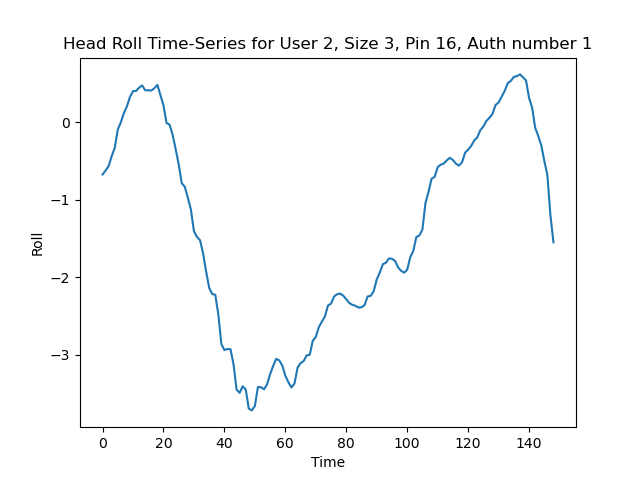 Head Roll Time-Series for User 2, Size 3, Pin 16, Auth number 1
Roll
0
−1
−2
−3
0 20 40 60 80 100 120 140
Time